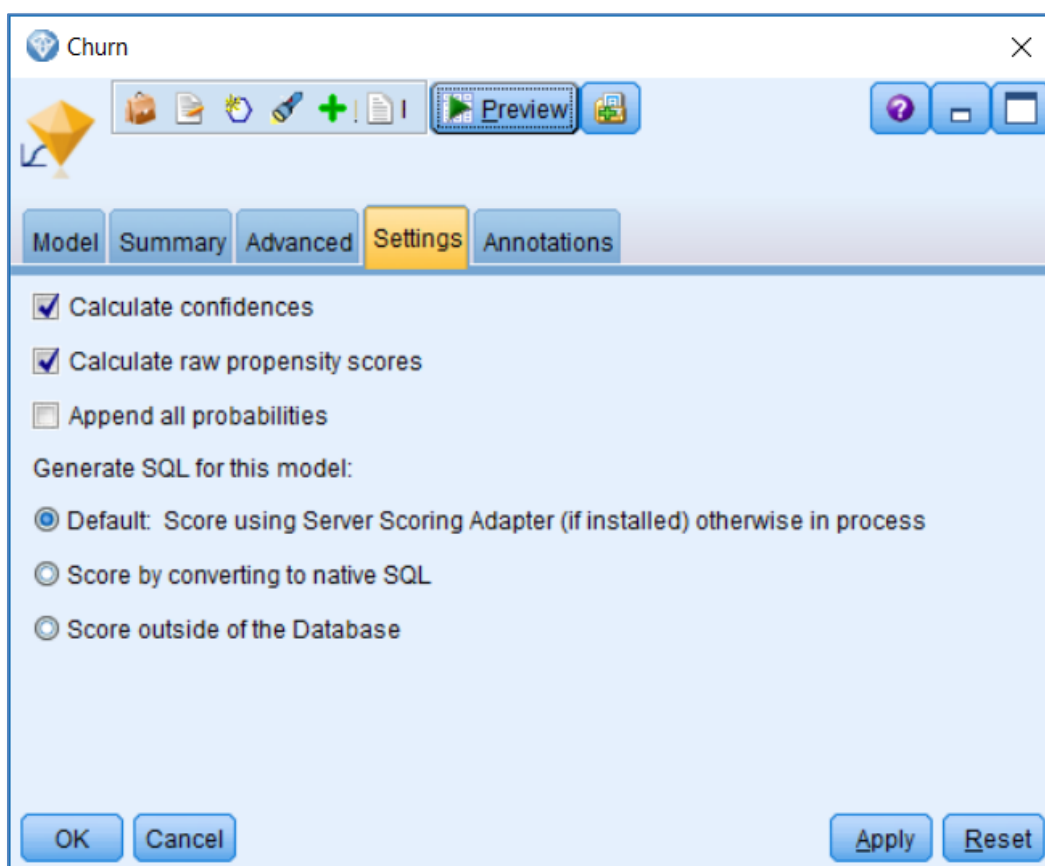 Churn
Preview
Model Summary Advanced Settings Annotations
Calculate confidences
Calculate raw propensity scores
Append all probabilities
Generate SQL for this model:
Default: Score using Server Scoring Adapter (if installed) otherwise in process
Score by converting to native SQL
Score outside of the Database
OK Cancel Apply Reset